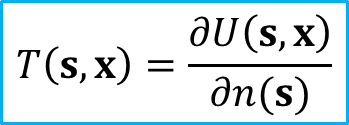 T(𝐬,𝐱) = ∂U(𝐬,𝐱) / ∂n(𝐬)